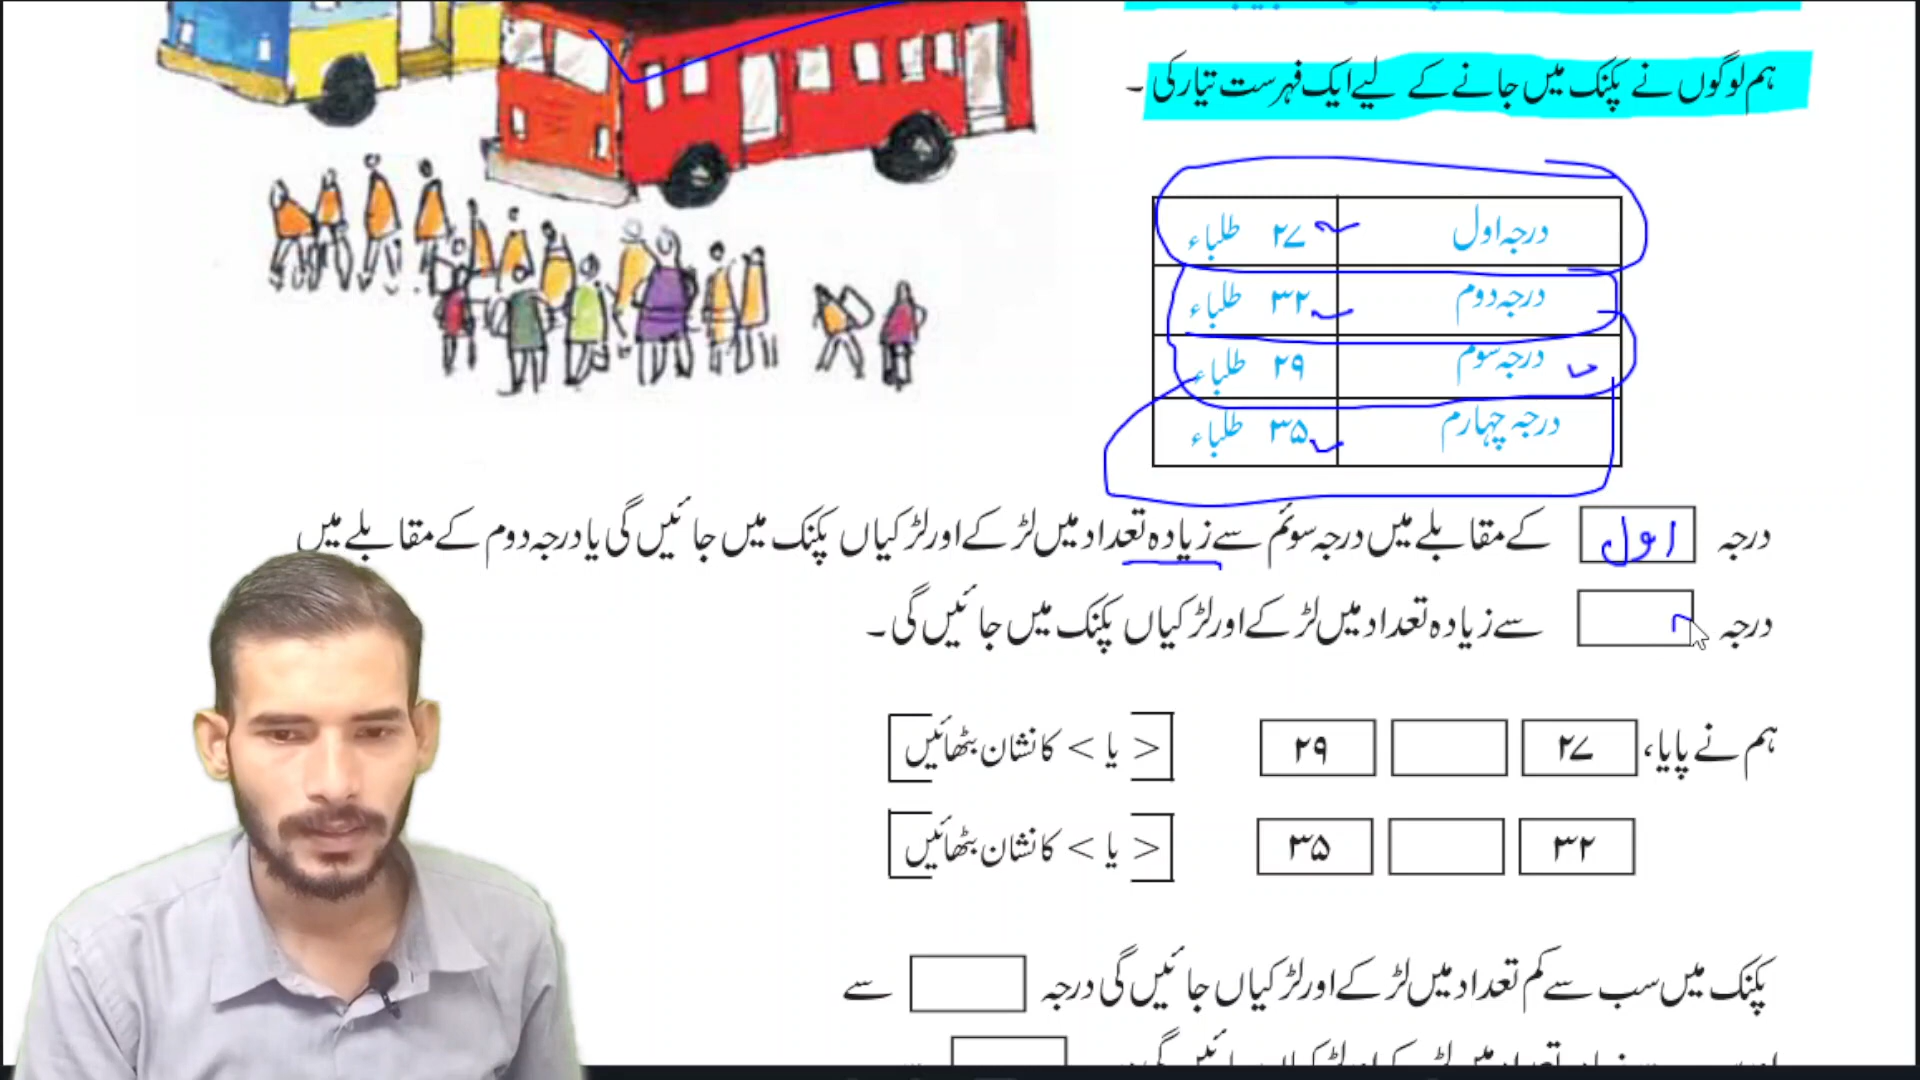 ہم لوگوں نے پکنک میں جانے کے لیے ایک فہرست تیار کی ۔
درجہ اول ۲۷ طلباء
درجہ دوم ۳۲ طلباء
درجہ سوم ۲۹ طلباء
درجہ چہارم ۳۵ طلباء
درجہ اول کے مقابلے میں درجہ سوئم سے زیادہ تعداد میں لڑکے اور لڑکیاں پکنک میں جائیں گی یا درجہ دوم کے مقابلے میں
درجہ سے زیادہ تعداد میں لڑکے اور لڑکیاں پکنک میں جائیں گی ۔
ہم نے پایا، ۲۷ ۲۹ [< یا > کا نشان بٹھائیں]
۳۲ ۳۵ [< یا > کا نشان بٹھائیں]
پکنک میں سب سے کم تعداد میں لڑکے اور لڑکیاں جائیں گی درجہ سے